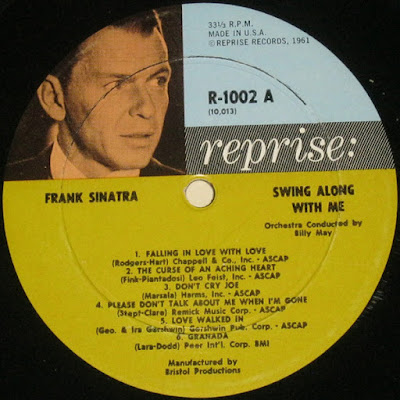 33⅓ R.P.M.
MADE IN U.S.A.
© REPRISE RECORDS, 1961
R-1002 A
(10,013)
reprise:
FRANK SINATRA
SWING ALONG
WITH ME
Orchestra Conducted by
Billy May
1. FALLING IN LOVE WITH LOVE
(Rodgers-Hart) Chappell & Co., Inc. - ASCAP
2. THE CURSE OF AN ACHING HEART
(Fink-Piantadosi) Leo Feist, Inc. - ASCAP
3. DON'T CRY JOE
(Marsala) Harms, Inc. - ASCAP
4. PLEASE DON'T TALK ABOUT ME WHEN I'M GONE
(Stept-Clare) Remick Music Corp. - ASCAP
5. LOVE WALKED IN
(Geo. & Ira Gershwin) Gershwin Pub. Corp. - ASCAP
6. GRANADA
(Lara-Dodd) Peer Int'l. Corp. BMI
Manufactured by
Bristol Productions